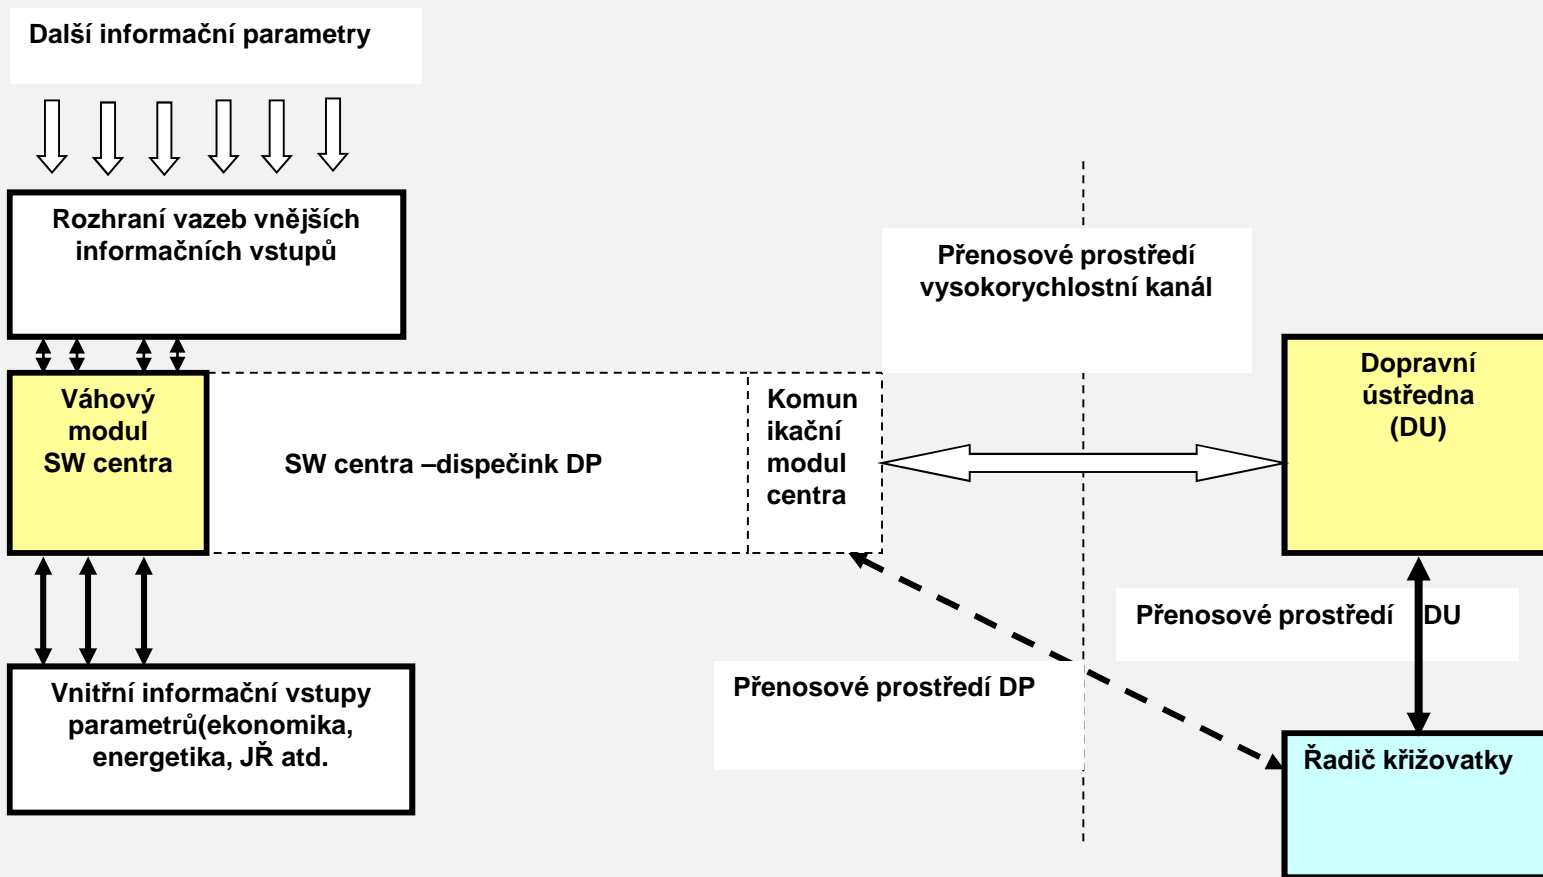 Další informační parametry
Rozhraní vazeb vnějších
informačních vstupů
Přenosové prostředí
vysokorychlostní kanál
Váhový
modul
SW centra
SW centra –dispečink DP
Komun
ikační
modul
centra
Dopravní
ústředna
(DU)
Přenosové prostředí DU
Vnitřní informační vstupy
parametrů(ekonomika,
energetika, JŘ atd.
Přenosové prostředí DP
Řadič křižovatky